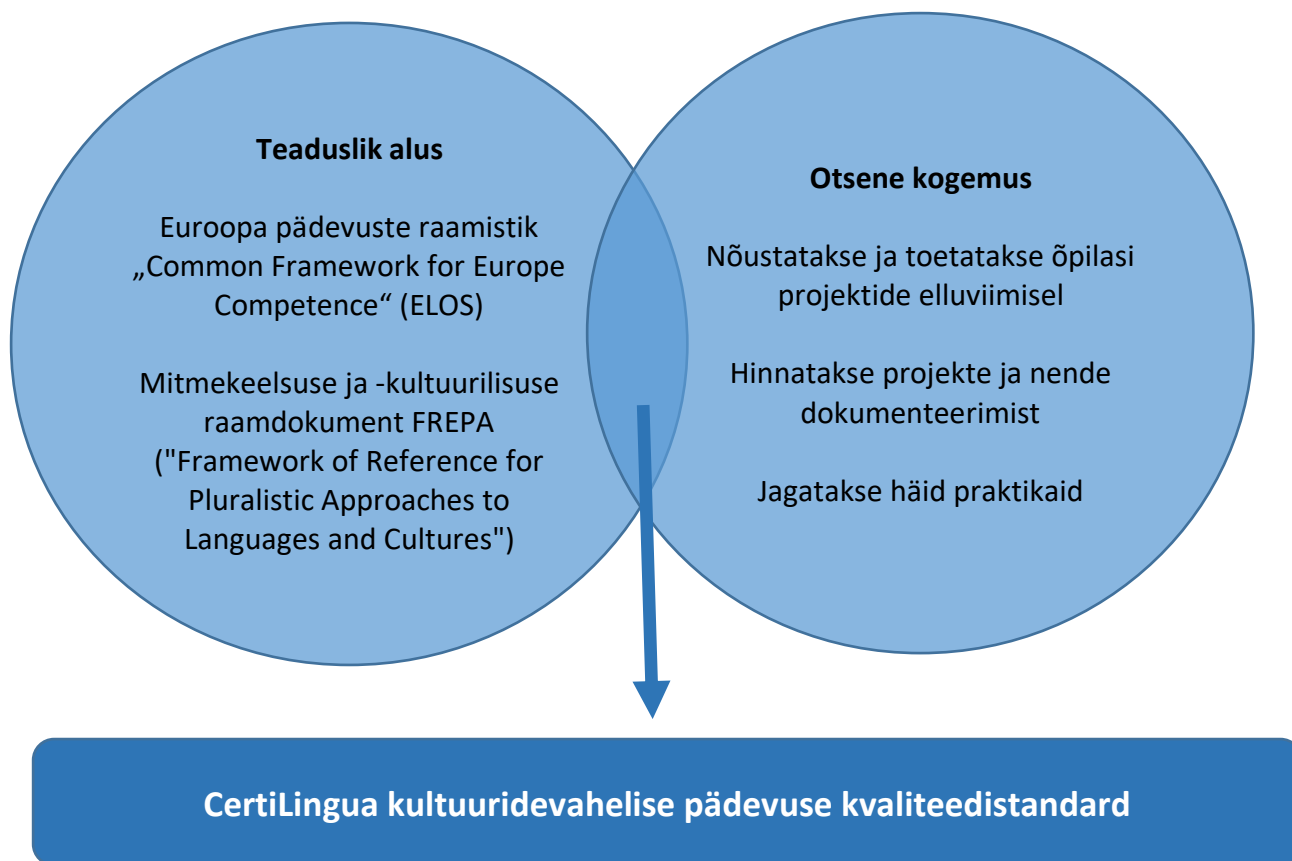 Teaduslik alus
Euroopa pädevuste raamistik
„Common Framework for Europe
Competence“ (ELOS)
Mitmekeelsuse ja -kultuurilisuse
raamdokument FREPA
("Framework of Reference for
Pluralistic Approaches to
Languages and Cultures")
Otsene kogemus
Nõustatakse ja toetatakse õpilasi
projektide elluviimisel
Hinnatakse projekte ja nende
dokumenteerimist
Jagatakse häid praktikaid
CertiLingua kultuuridevahelise pädevuse kvaliteedistandard